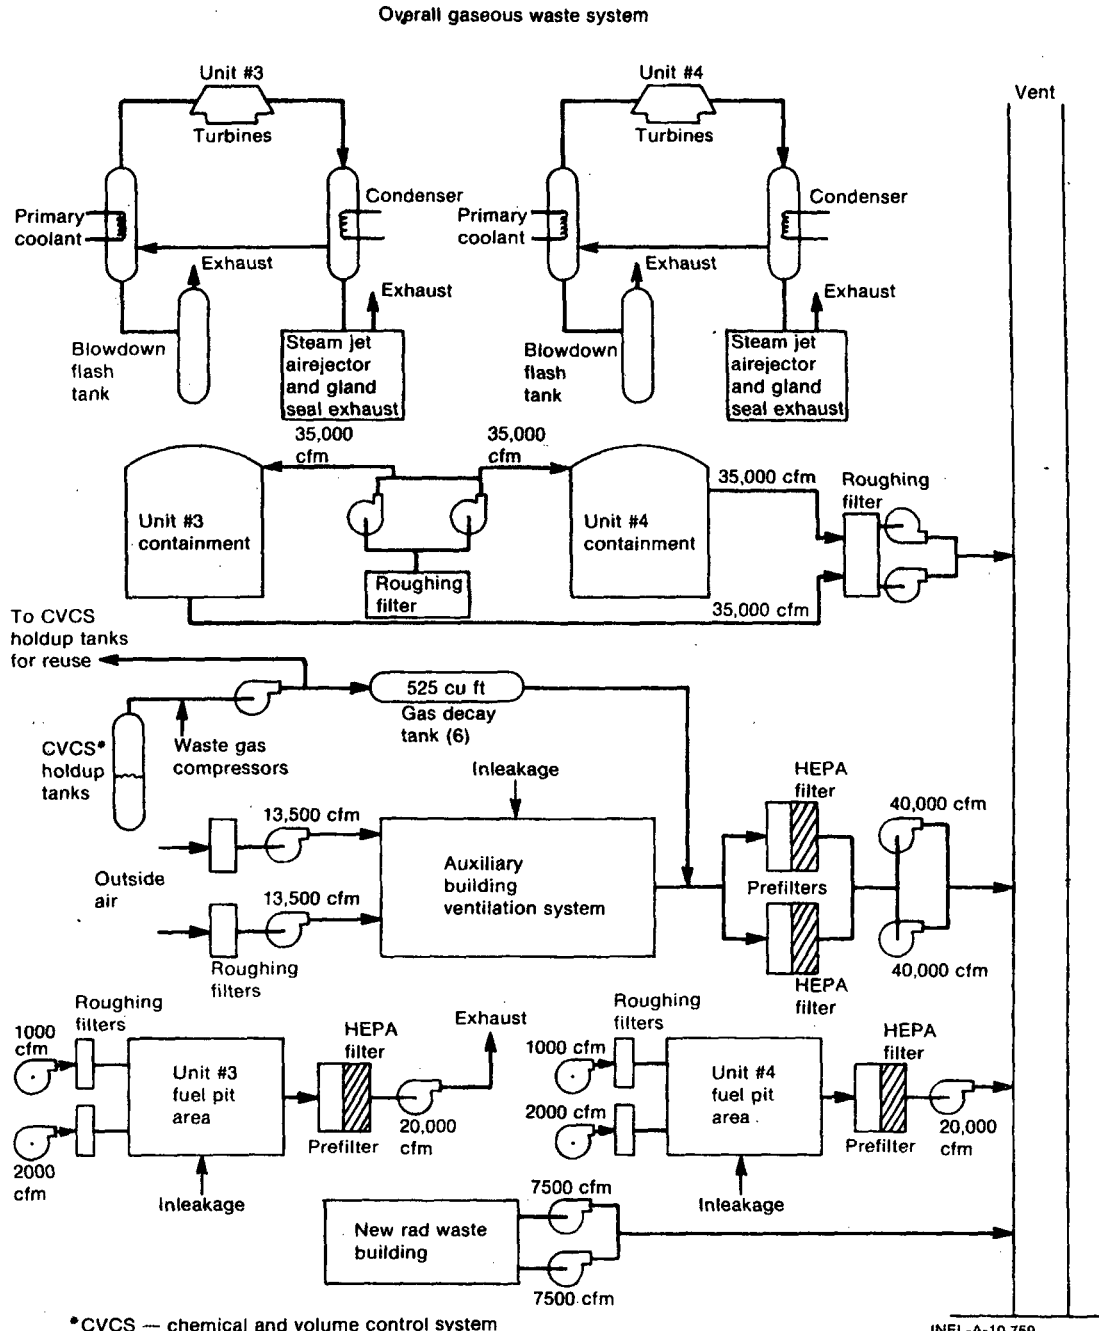 Overall gaseous waste system
Unit #3
Turbines
Unit #4
Turbines
Vent
Primary
coolant
Condenser
Primary
coolant
Condenser
Exhaust
Exhaust
Exhaust
Exhaust
Blowdown
flash
tank
Steam jet
airejector
and gland
seal exhaust
Blowdown
flash
tank
Steam jet
airejector
and gland
seal exhaust
35,000
cfm
35,000
cfm
35,000 cfm
Roughing
filter
Unit #3
containment
Unit #4
containment
Roughing
filter
35,000 cfm
To CVCS
holdup tanks
for reuse
525 cu ft
Gas decay
tank (6)
CVCS*
holdup
tanks
Waste gas
compressors
Inleakage
HEPA
filter
13,500 cfm
40,000 cfm
Outside
air
Auxiliary
building
ventilation system
Prefilters
13,500 cfm
40,000 cfm
Roughing
filters
HEPA
filter
Roughing
filters
1000
cfm
Unit #3
fuel pit
area
HEPA
filter
Exhaust
2000
cfm
Prefilter
20,000
cfm
Inleakage
Roughing
filters
1000 cfm
Unit #4
fuel pit
area
HEPA
filter
2000 cfm
Prefilter
20,000
cfm
Inleakage
New rad waste
building
7500 cfm
7500 cfm
*CVCS — chemical and volume control system
INEL-A-10 759